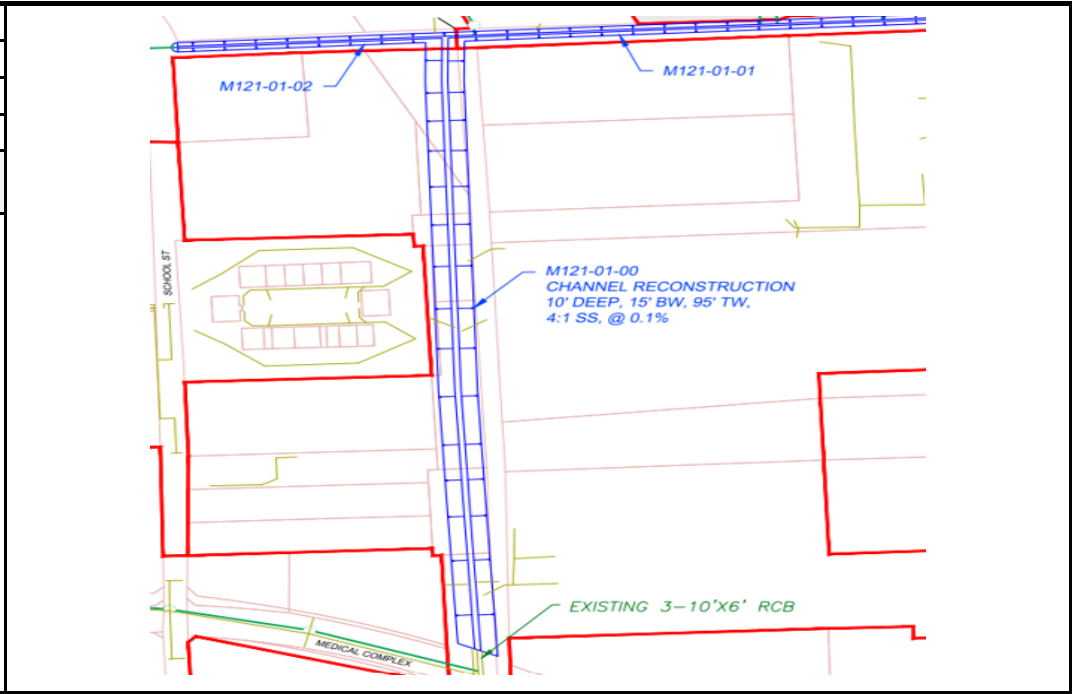 M121-01-02
M121-01-01
SCHOOL ST
M121-01-00
CHANNEL RECONSTRUCTION
10' DEEP, 15' BW, 95' TW,
4:1 SS, @ 0.1%
EXISTING 3-10'X6' RCB
MEDICAL COMPLEX